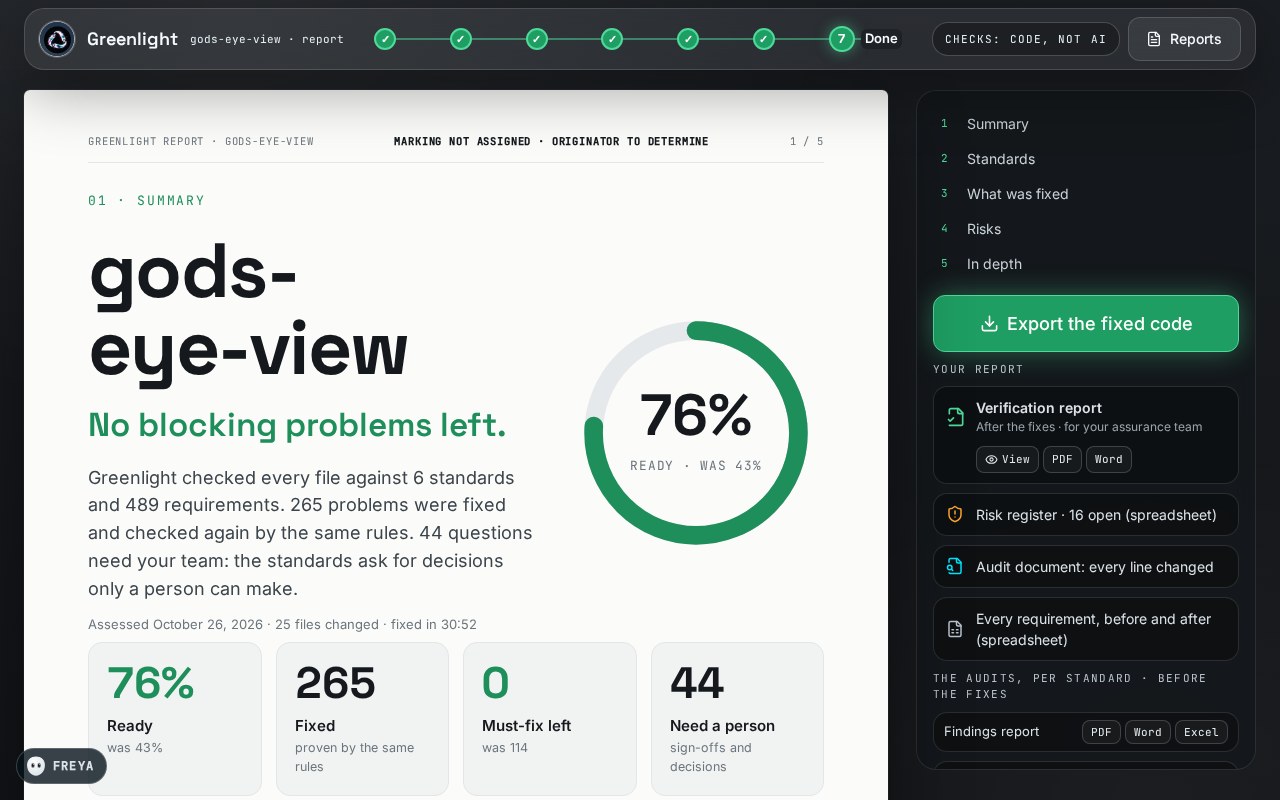 Greenlight gods-eye-view · report
7 Done
CHECKS: CODE, NOT AI
Reports
GREENLIGHT REPORT · GODS-EYE-VIEW
MARKING NOT ASSIGNED · ORIGINATOR TO DETERMINE
1 / 5
01 · SUMMARY
gods-
eye-view
No blocking problems left.
Greenlight checked every file against 6 standards
and 489 requirements. 265 problems were fixed
and checked again by the same rules. 44 questions
need your team: the standards ask for decisions
only a person can make.
76%
READY · WAS 43%
Assessed October 26, 2026 · 25 files changed · fixed in 30:52
76%
Ready
was 43%
265
Fixed
proven by the same
rules
0
Must-fix left
was 114
44
Need a person
sign-offs and
decisions
FREYA
1 Summary
2 Standards
3 What was fixed
4 Risks
5 In depth
Export the fixed code
YOUR REPORT
Verification report
After the fixes · for your assurance team
View PDF Word
Risk register · 16 open (spreadsheet)
Audit document: every line changed
Every requirement, before and after
(spreadsheet)
THE AUDITS, PER STANDARD · BEFORE
THE FIXES
Findings report PDF Word Excel